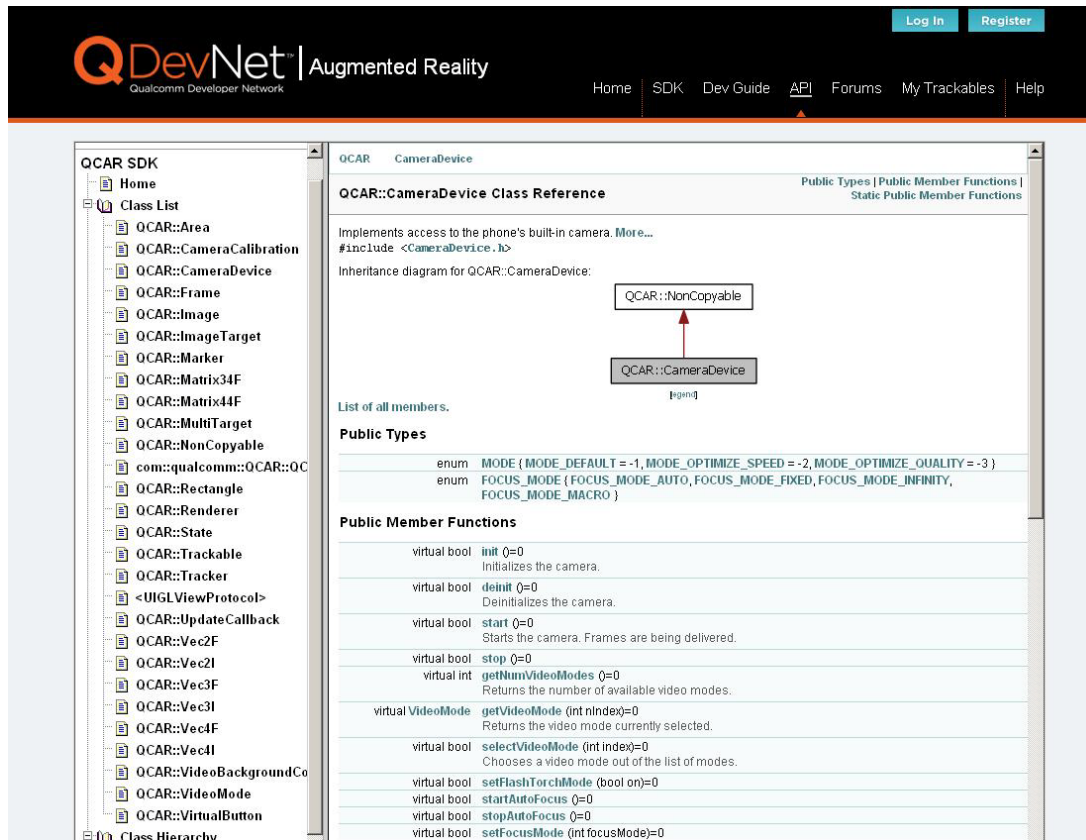 Log In Register
QDevNet™ | Augmented Reality
Qualcomm Developer Network
Home SDK Dev Guide API Forums My Trackables Help
QCAR SDK
Home
Class List
QCAR::Area
QCAR::CameraCalibration
QCAR::CameraDevice
QCAR::Frame
QCAR::Image
QCAR::ImageTarget
QCAR::Marker
QCAR::Matrix34F
QCAR::Matrix44F
QCAR::MultiTarget
QCAR::NonCopyable
com::qualcomm::QCAR::QC
QCAR::Rectangle
QCAR::Renderer
QCAR::State
QCAR::Trackable
QCAR::Tracker
<UIGLViewProtocol>
QCAR::UpdateCallback
QCAR::Vec2F
QCAR::Vec2I
QCAR::Vec3F
QCAR::Vec3I
QCAR::Vec4F
QCAR::Vec4I
QCAR::VideoBackgroundCo
QCAR::VideoMode
QCAR::VirtualButton
Class Hierarchy
QCAR CameraDevice
Public Types | Public Member Functions |
Static Public Member Functions
QCAR::CameraDevice Class Reference
Implements access to the phone's built-in camera. More...
#include <CameraDevice.h>
Inheritance diagram for QCAR::CameraDevice:
QCAR::NonCopyable
QCAR::CameraDevice
[legend]
List of all members.
Public Types
enum MODE { MODE_DEFAULT = -1, MODE_OPTIMIZE_SPEED = -2, MODE_OPTIMIZE_QUALITY = -3 }
enum FOCUS_MODE { FOCUS_MODE_AUTO, FOCUS_MODE_FIXED, FOCUS_MODE_INFINITY,
FOCUS_MODE_MACRO }
Public Member Functions
virtual bool init ()=0
Initializes the camera.
virtual bool deinit ()=0
Deinitializes the camera.
virtual bool start ()=0
Starts the camera. Frames are being delivered.
virtual bool stop ()=0
virtual int getNumVideoModes ()=0
Returns the number of available video modes.
virtual VideoMode getVideoMode (int nIndex)=0
Returns the video mode currently selected.
virtual bool selectVideoMode (int index)=0
Chooses a video mode out of the list of modes.
virtual bool setFlashTorchMode (bool on)=0
virtual bool startAutoFocus ()=0
virtual bool stopAutoFocus ()=0
virtual bool setFocusMode (int focusMode)=0